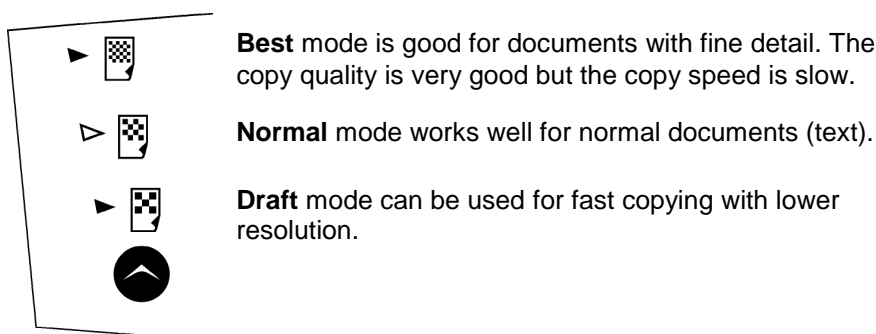 Best mode is good for documents with fine detail. The
copy quality is very good but the copy speed is slow.
Normal mode works well for normal documents (text).
Draft mode can be used for fast copying with lower
resolution.